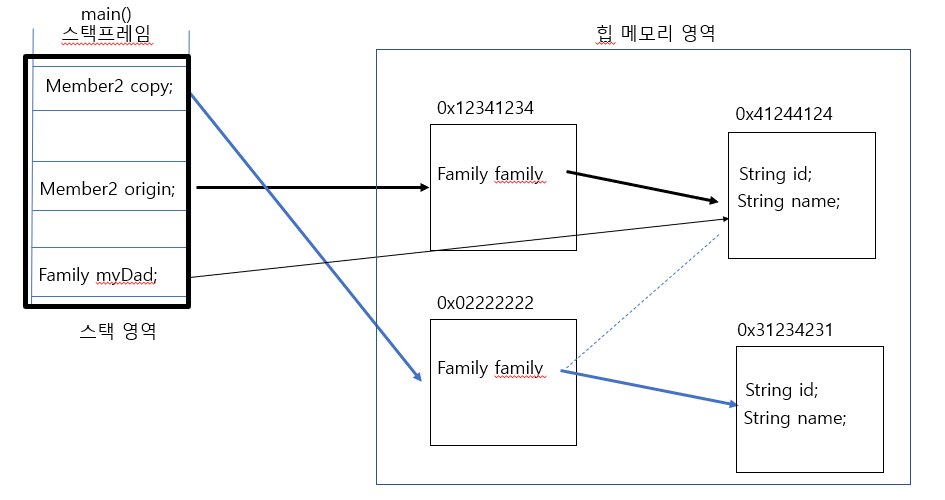 main()
스택프레임
힙 메모리 영역
Member2 copy;
Member2 origin;
Family myDad;
스택 영역
0x12341234
Family family
0x41244124
String id;
String name;
0x02222222
Family family
0x31234231
String id;
String name;